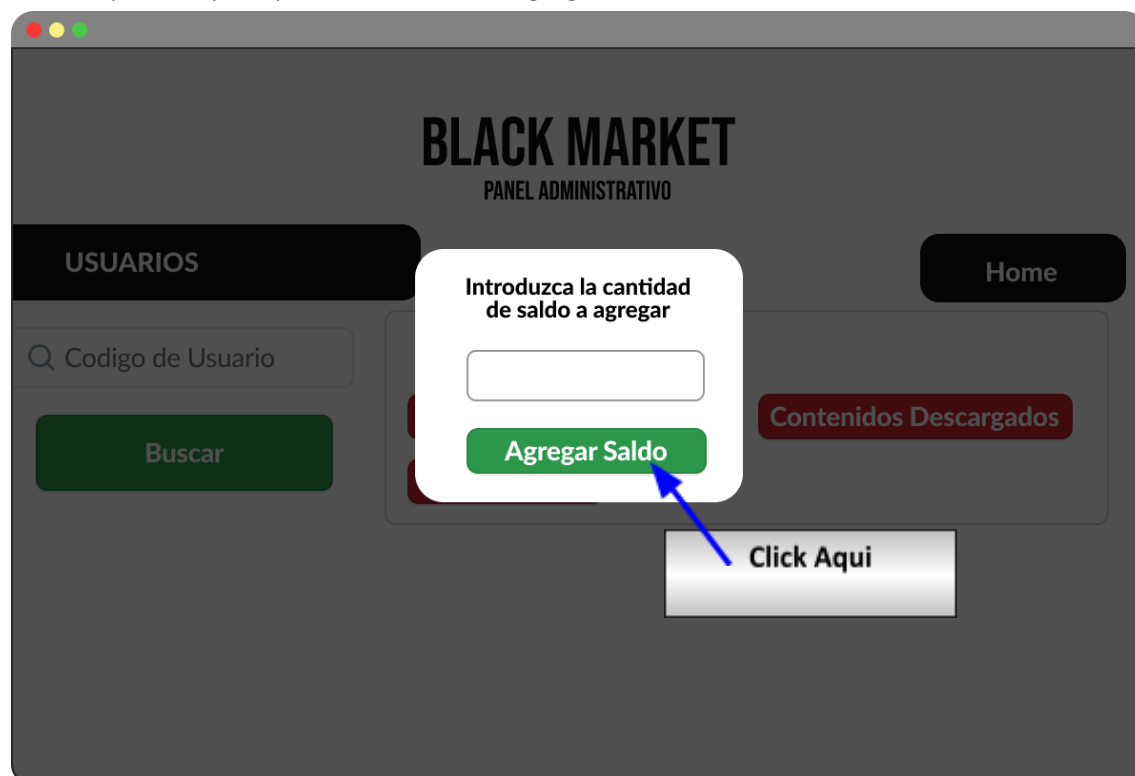 BLACK MARKET
PANEL ADMINISTRATIVO
USUARIOS
Home
Introduzca la cantidad
de saldo a agregar
Codigo de Usuario
Contenidos Descargados
Buscar
Agregar Saldo
Click Aqui